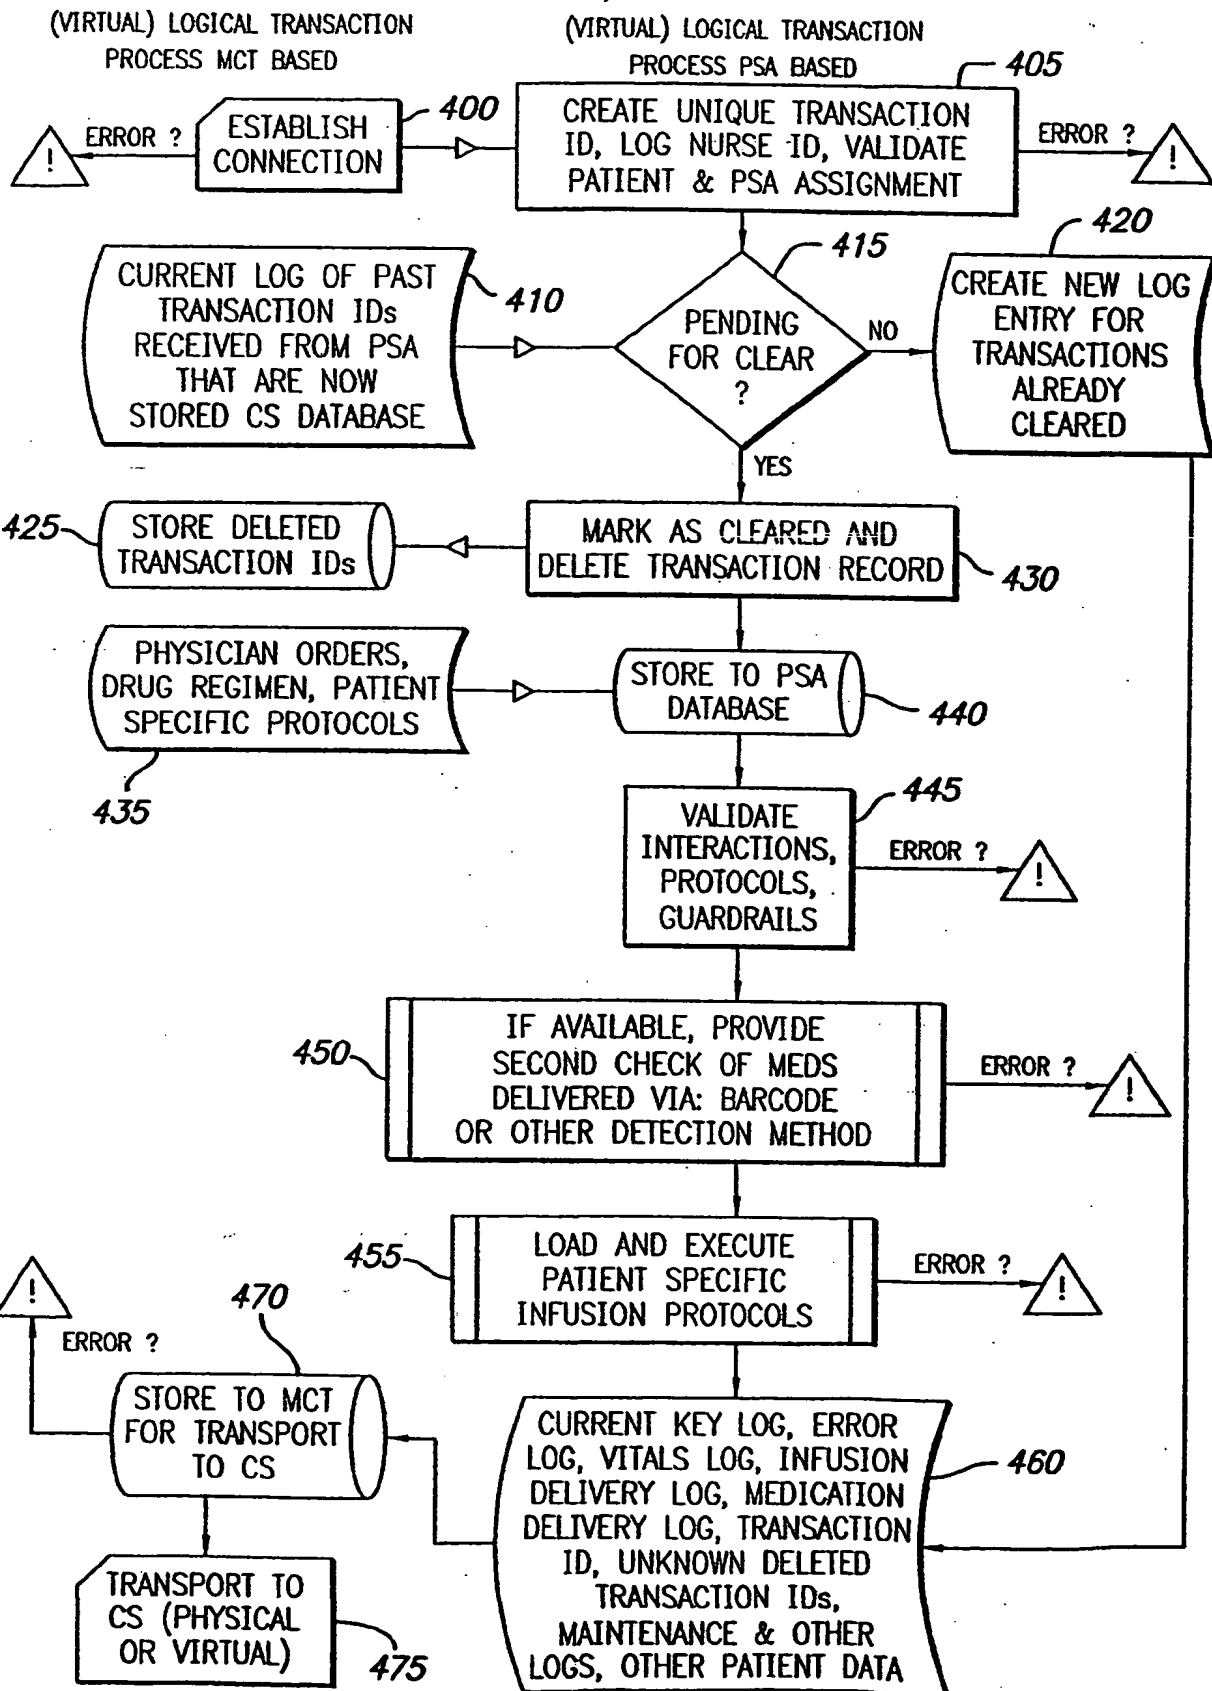 (VIRTUAL) LOGICAL TRANSACTION
PROCESS MCT BASED
(VIRTUAL) LOGICAL TRANSACTION
PROCESS PSA BASED
405
400
ERROR ?
!
ESTABLISH
CONNECTION
CREATE UNIQUE TRANSACTION
ID, LOG NURSE ID, VALIDATE
PATIENT & PSA ASSIGNMENT
ERROR ?
!
420
415
CURRENT LOG OF PAST
TRANSACTION IDs
RECEIVED FROM PSA
THAT ARE NOW
STORED CS DATABASE
410
PENDING
FOR CLEAR
?
NO
CREATE NEW LOG
ENTRY FOR
TRANSACTIONS
ALREADY
CLEARED
YES
425
STORE DELETED
TRANSACTION IDs
MARK AS CLEARED AND
DELETE TRANSACTION RECORD
430
PHYSICIAN ORDERS,
DRUG REGIMEN, PATIENT
SPECIFIC PROTOCOLS
435
STORE TO PSA
DATABASE
440
445
VALIDATE
INTERACTIONS,
PROTOCOLS,
GUARDRAILS
ERROR ?
!
450
IF AVAILABLE, PROVIDE
SECOND CHECK OF MEDS
DELIVERED VIA: BARCODE
OR OTHER DETECTION METHOD
ERROR ?
!
455
LOAD AND EXECUTE
PATIENT SPECIFIC
INFUSION PROTOCOLS
ERROR ?
!
!
ERROR ?
470
STORE TO MCT
FOR TRANSPORT
TO CS
CURRENT KEY LOG, ERROR
LOG, VITALS LOG, INFUSION
DELIVERY LOG, MEDICATION
DELIVERY LOG, TRANSACTION
ID, UNKNOWN DELETED
TRANSACTION IDs,
MAINTENANCE & OTHER
LOGS, OTHER PATIENT DATA
460
TRANSPORT TO
CS (PHYSICAL
OR VIRTUAL)
475